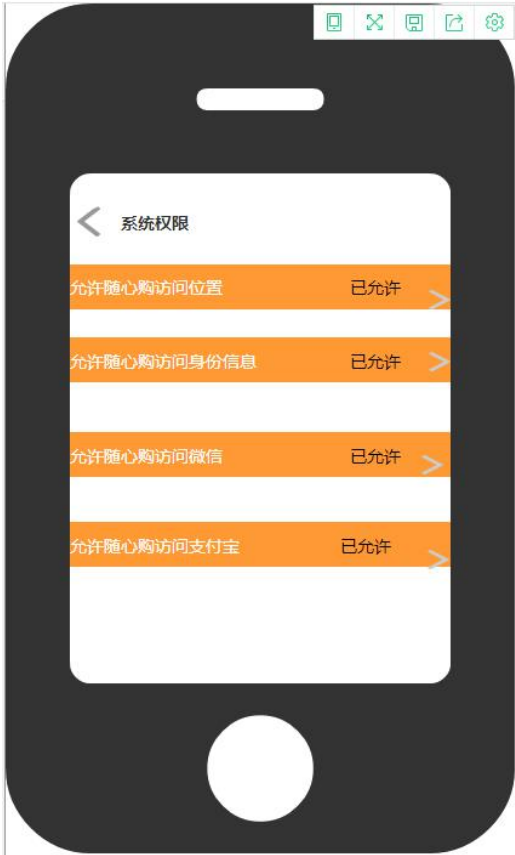 系统权限
允许随心购访问位置 已允许
允许随心购访问身份信息 已允许
允许随心购访问微信 已允许
允许随心购访问支付宝 已允许